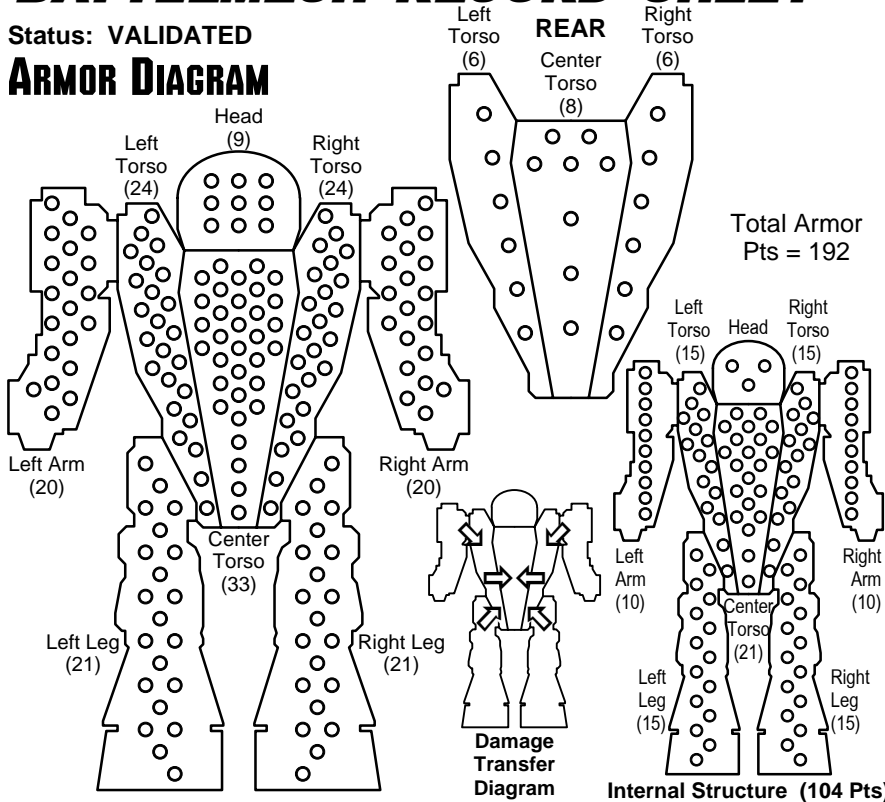 BATTLEMECH RECORD SHEET
Status: VALIDATED
ARMOR DIAGRAM
Left
Torso
(6)
REAR
Right
Torso
(6)
Center
Torso
(8)
Head
(9)
Left
Torso
(24)
Right
Torso
(24)
Total Armor
Pts = 192
Left Arm
(20)
Right Arm
(20)
Center
Torso
(33)
Left Leg
(21)
Right Leg
(21)
Left
Torso
(15)
Head
Right
Torso
(15)
Left
Arm
(10)
Right
Arm
(10)
Center
Torso
(21)
Left
Leg
(15)
Right
Leg
(15)
Damage
Transfer
Diagram
Internal Structure (104 Pts)